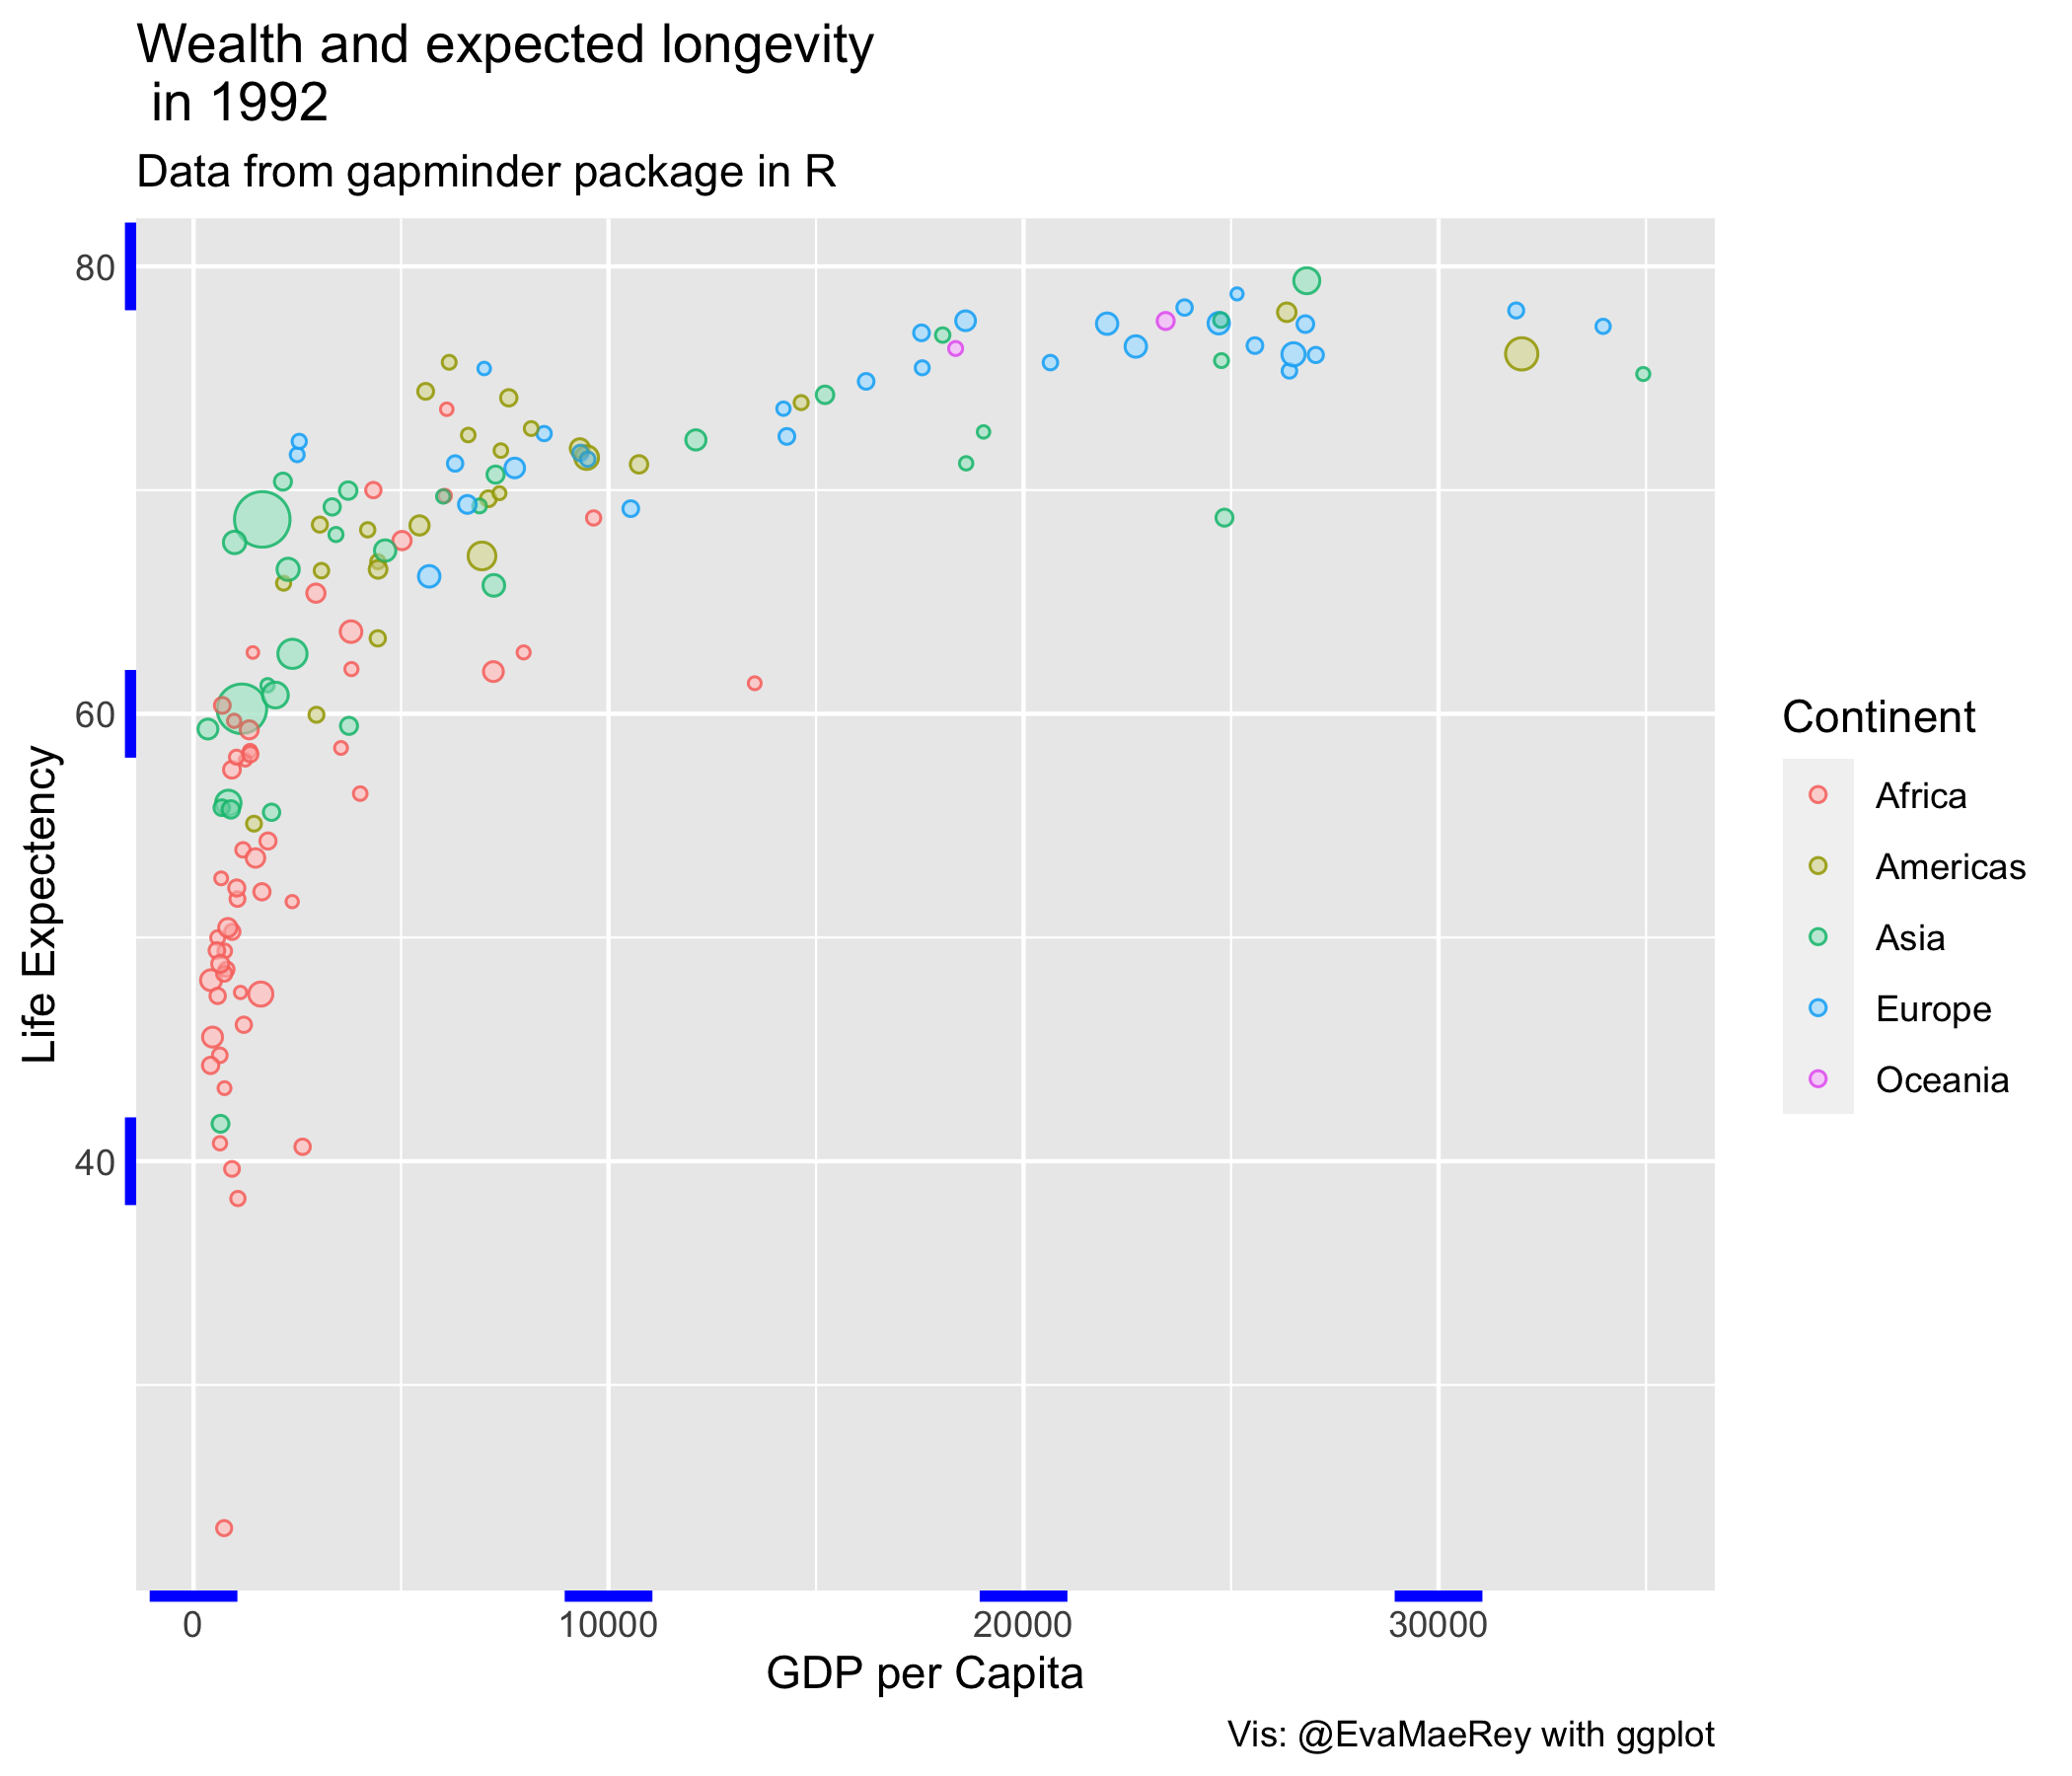 Wealth and expected longevity
in 1992
Data from gapminder package in R
80
60
40
Life Expectency
0
10000
20000
30000
GDP per Capita
Continent
Africa
Americas
Asia
Europe
Oceania
Vis: @EvaMaeRey with ggplot